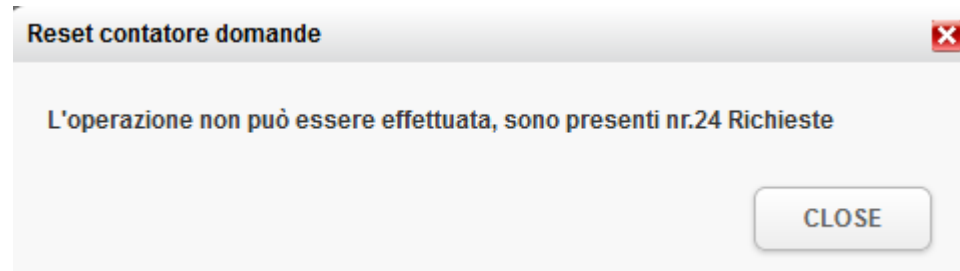 Reset contatore domande
L'operazione non può essere effettuata, sono presenti nr.24 Richieste
CLOSE